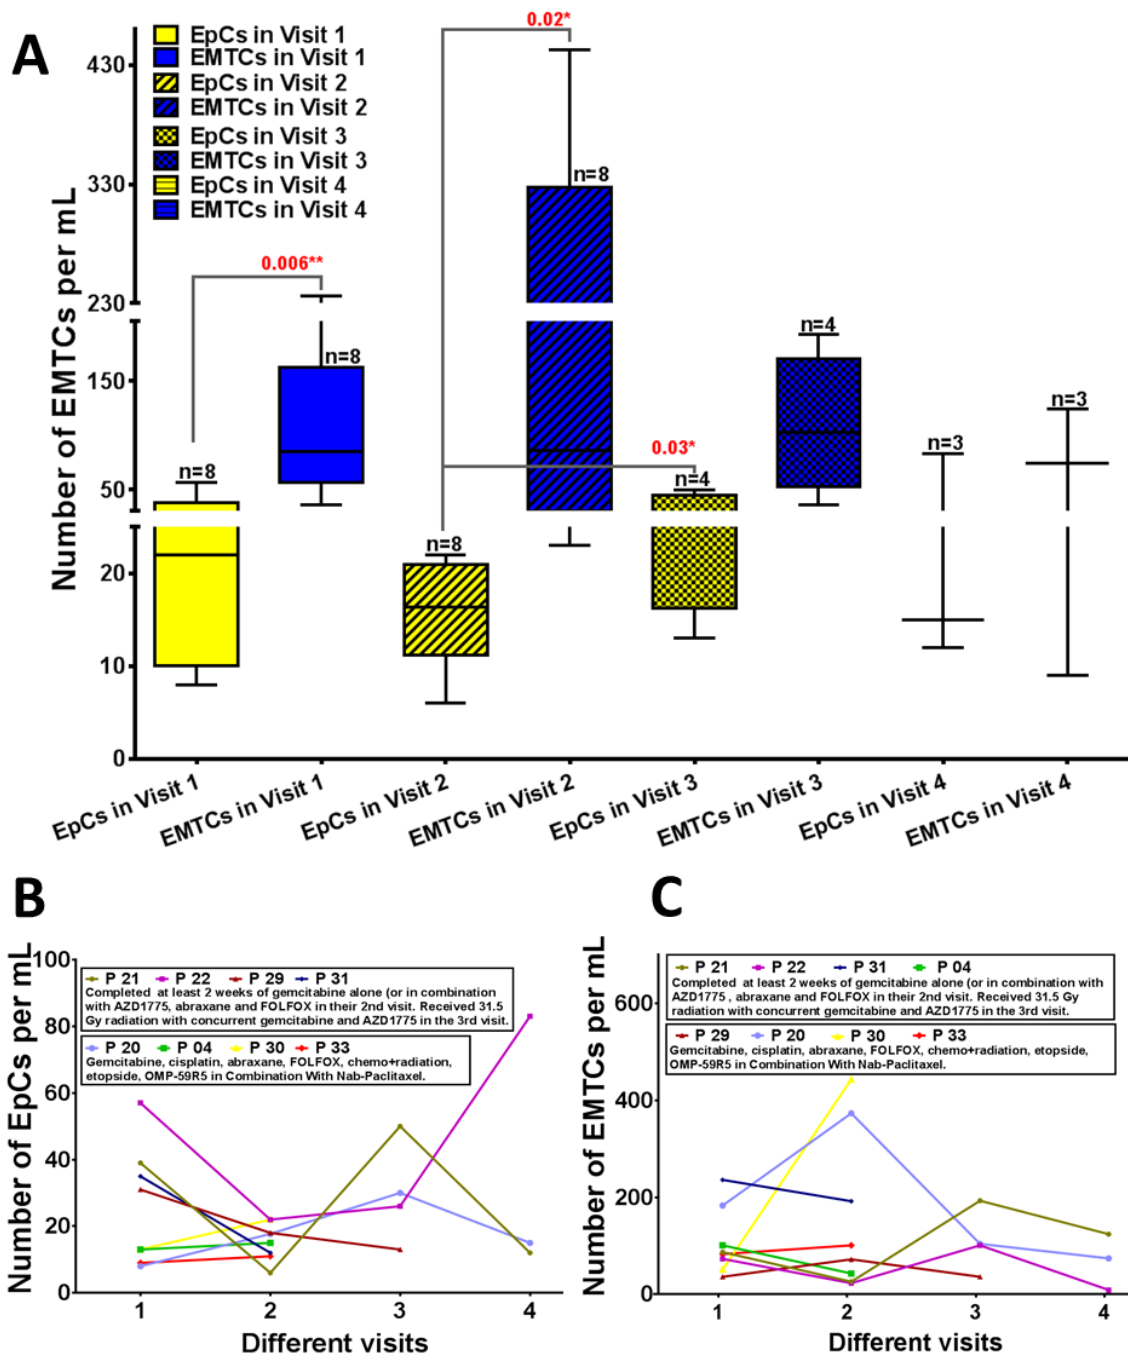 A
EpCs in Visit 1
EMTCs in Visit 1
EpCs in Visit 2
EMTCs in Visit 2
EpCs in Visit 3
EMTCs in Visit 3
EpCs in Visit 4
EMTCs in Visit 4
Number of EMTCs per mL
430
330
230
150
50
20
10
0
0.006**
0.02*
0.03*
n=8
n=8
n=8
n=8
n=4
n=4
n=3
n=3
EpCs in Visit 1
EMTCs in Visit 1
EpCs in Visit 2
EMTCs in Visit 2
EpCs in Visit 3
EMTCs in Visit 3
EpCs in Visit 4
EMTCs in Visit 4
B
Number of EpCs per mL
100
80
60
40
20
0
P 21 P 22 P 29 P 31
Completed at least 2 weeks of gemcitabine alone (or in combination
with AZD1775, abraxane and FOLFOX in their 2nd visit. Received 31.5
Gy radiation with concurrent gemcitabine and AZD1775 in the 3rd visit.
P 20 P 04 P 30 P 33
Gemcitabine, cisplatin, abraxane, FOLFOX, chemo+radiation,
etopside, OMP-59R5 in Combination With Nab-Paclitaxel.
1 2 3 4
Different visits
C
Number of EMTCs per mL
600
400
200
0
P 21 P 22 P 31 P 04
Completed at least 2 weeks of gemcitabine alone (or in combination with
AZD1775 , abraxane and FOLFOX in their 2nd visit. Received 31.5 Gy
radiation with concurrent gemcitabine and AZD1775 in the 3rd visit.
P 29 P 20 P 30 P 33
Gemcitabine, cisplatin, abraxane, FOLFOX, chemo+radiation, etopside,
OMP-59R5 in Combination With Nab-Paclitaxel.
1 2 3 4
Different visits